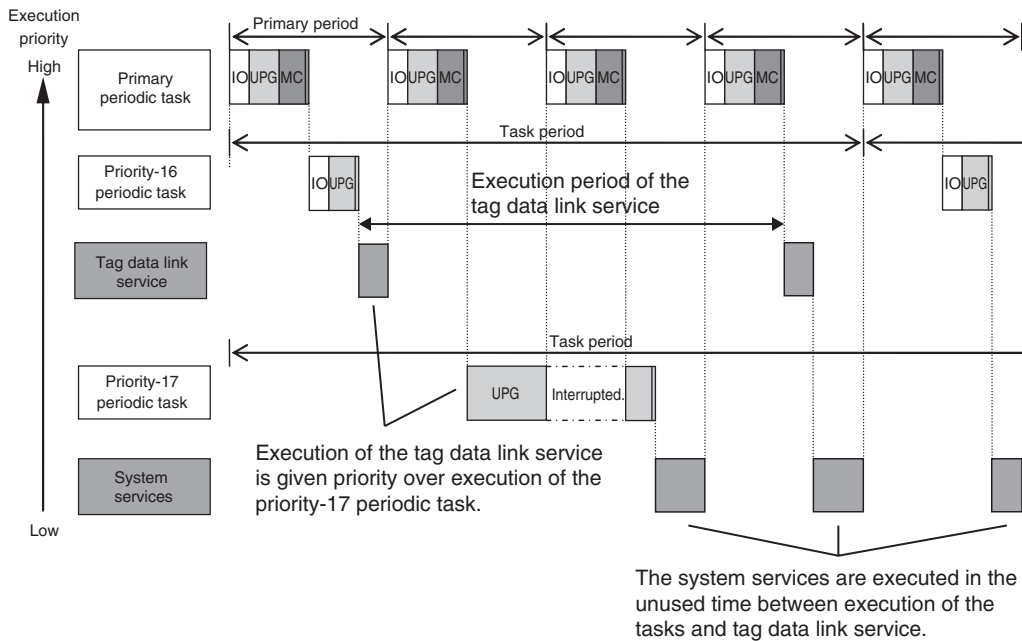 Execution
priority
High
Primary period
Primary
periodic task
IO UPG MC
IO UPG MC
IO UPG MC
IO UPG MC
IO UPG MC
Task period
Priority-16
periodic task
IO UPG
Execution period of the
tag data link service
IO UPG
Tag data link
service
Task period
Priority-17
periodic task
UPG
Interrupted.
Execution of the tag data link service
is given priority over execution of the
priority-17 periodic task.
System
services
Low
The system services are executed in the
unused time between execution of the
tasks and tag data link service.